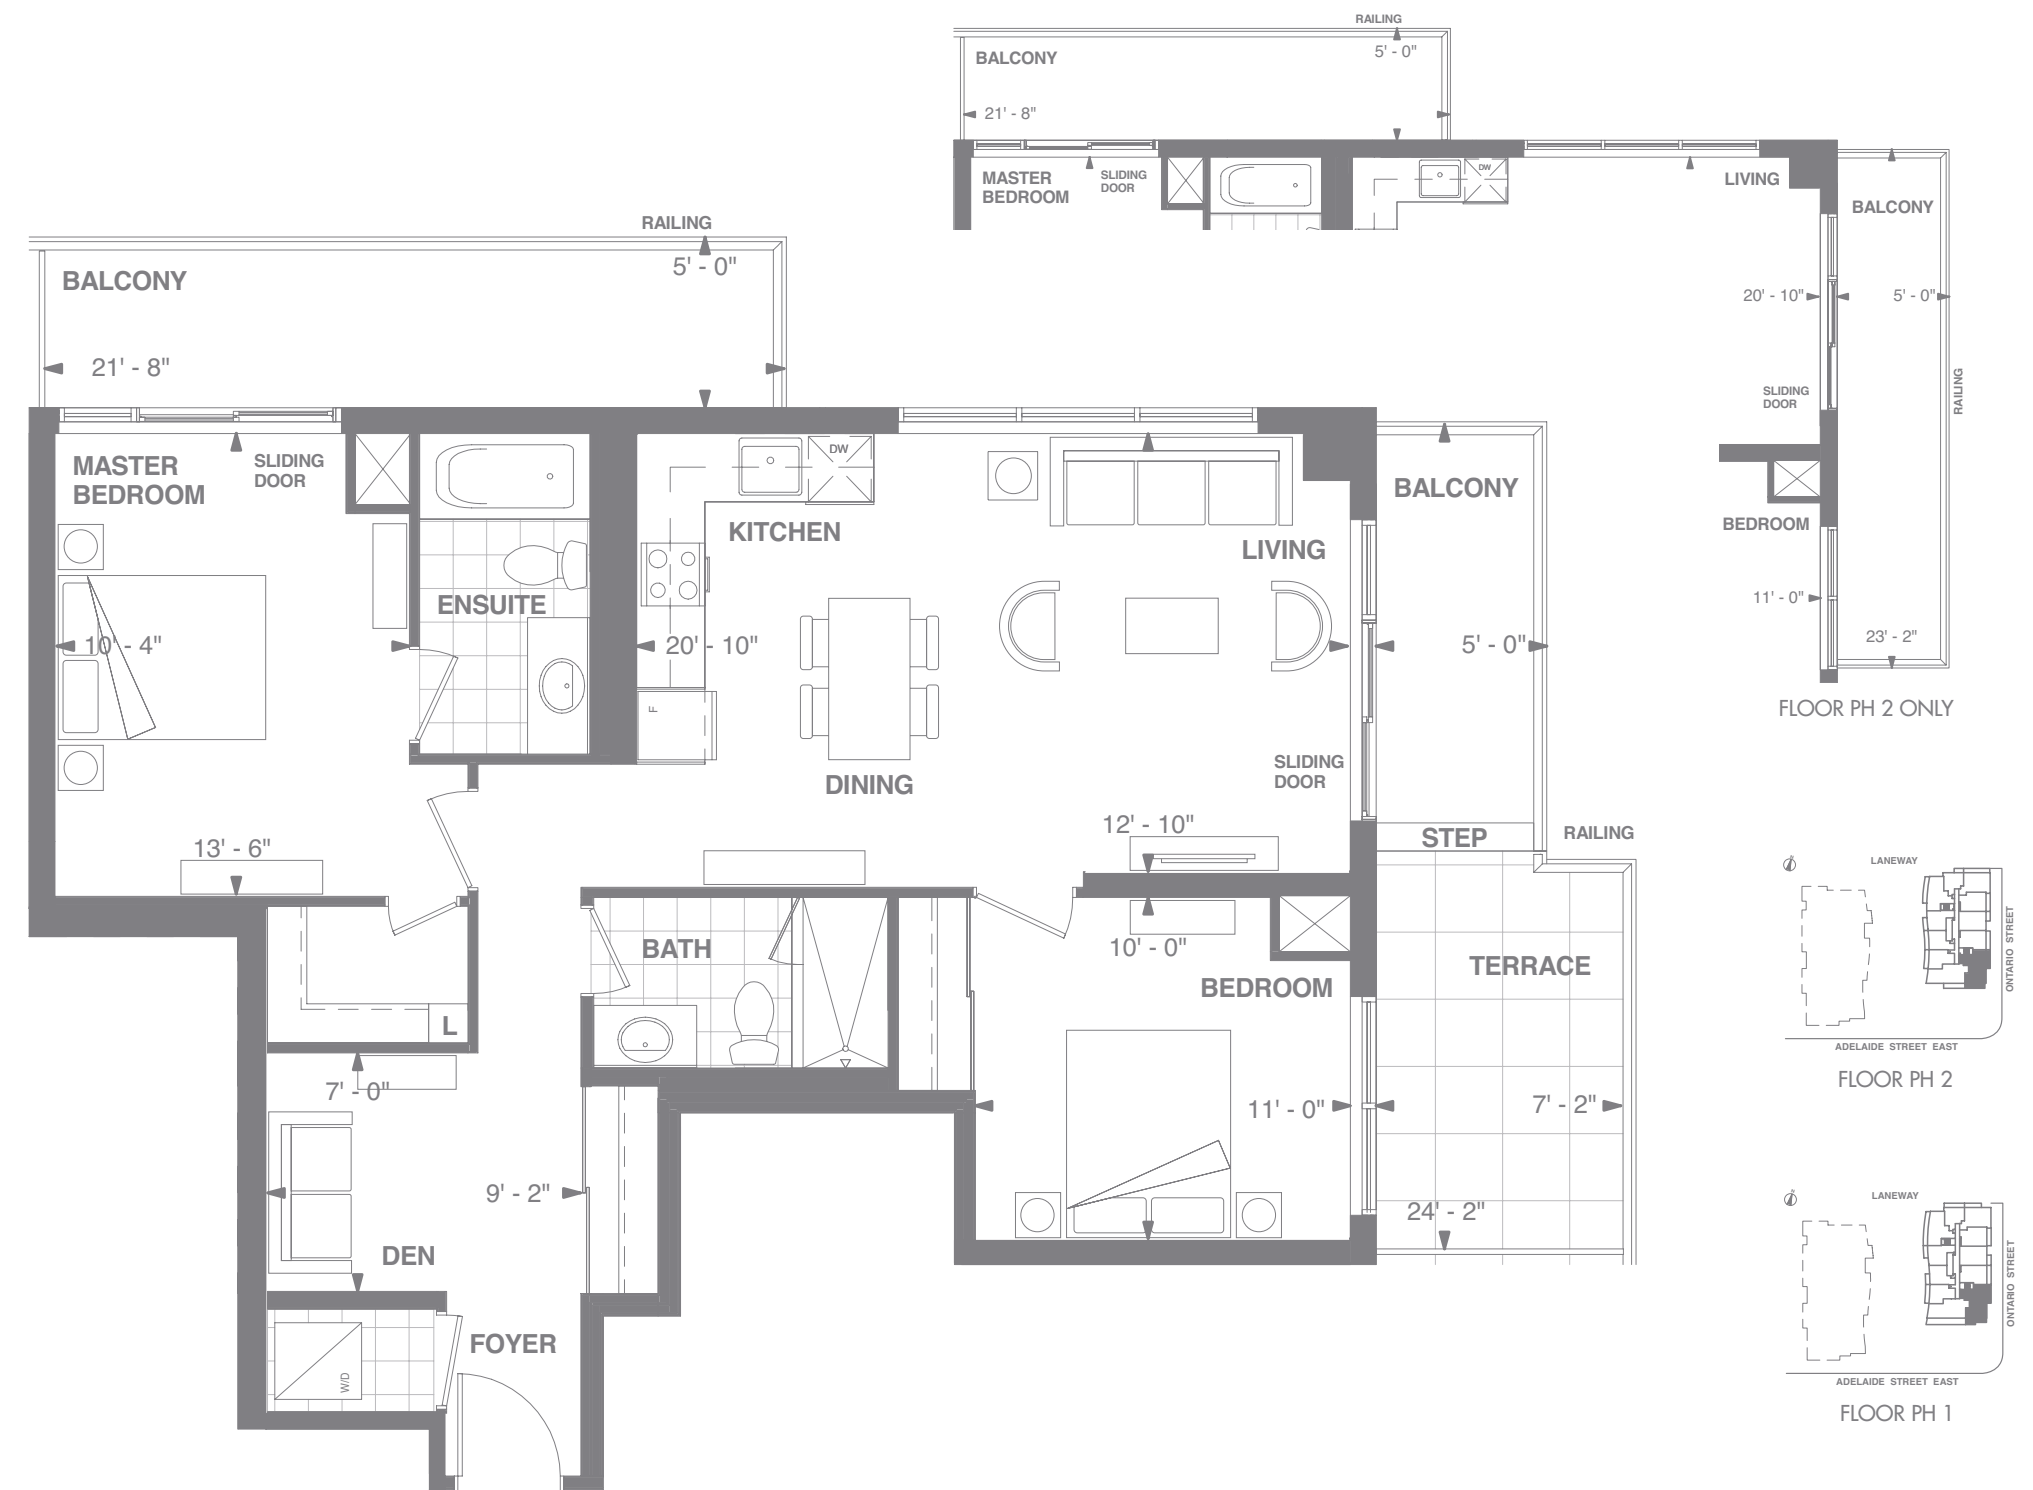 RAILING
BALCONY
5' - 0"
21' - 8"
MASTER
BEDROOM
SLIDING
DOOR
DW
LIVING
BALCONY
20' - 10"
5' - 0"
SLIDING
DOOR
RAILING
BEDROOM
11' - 0"
23' - 2"
FLOOR PH 2 ONLY
RAILING
BALCONY
5' - 0"
21' - 8"
MASTER
BEDROOM
SLIDING
DOOR
DW
KITCHEN
LIVING
BALCONY
ENSUITE
10' - 4"
20' - 10"
5' - 0"
F
DINING
SLIDING
DOOR
13' - 6"
12' - 10"
STEP
RAILING
BATH
10' - 0"
BEDROOM
TERRACE
L
7' - 0"
11' - 0"
7' - 2"
9' - 2"
24' - 2"
DEN
FOYER
W/D
LANEWAY
ONTARIO STREET
ADELAIDE STREET EAST
FLOOR PH 2
LANEWAY
ONTARIO STREET
ADELAIDE STREET EAST
FLOOR PH 1